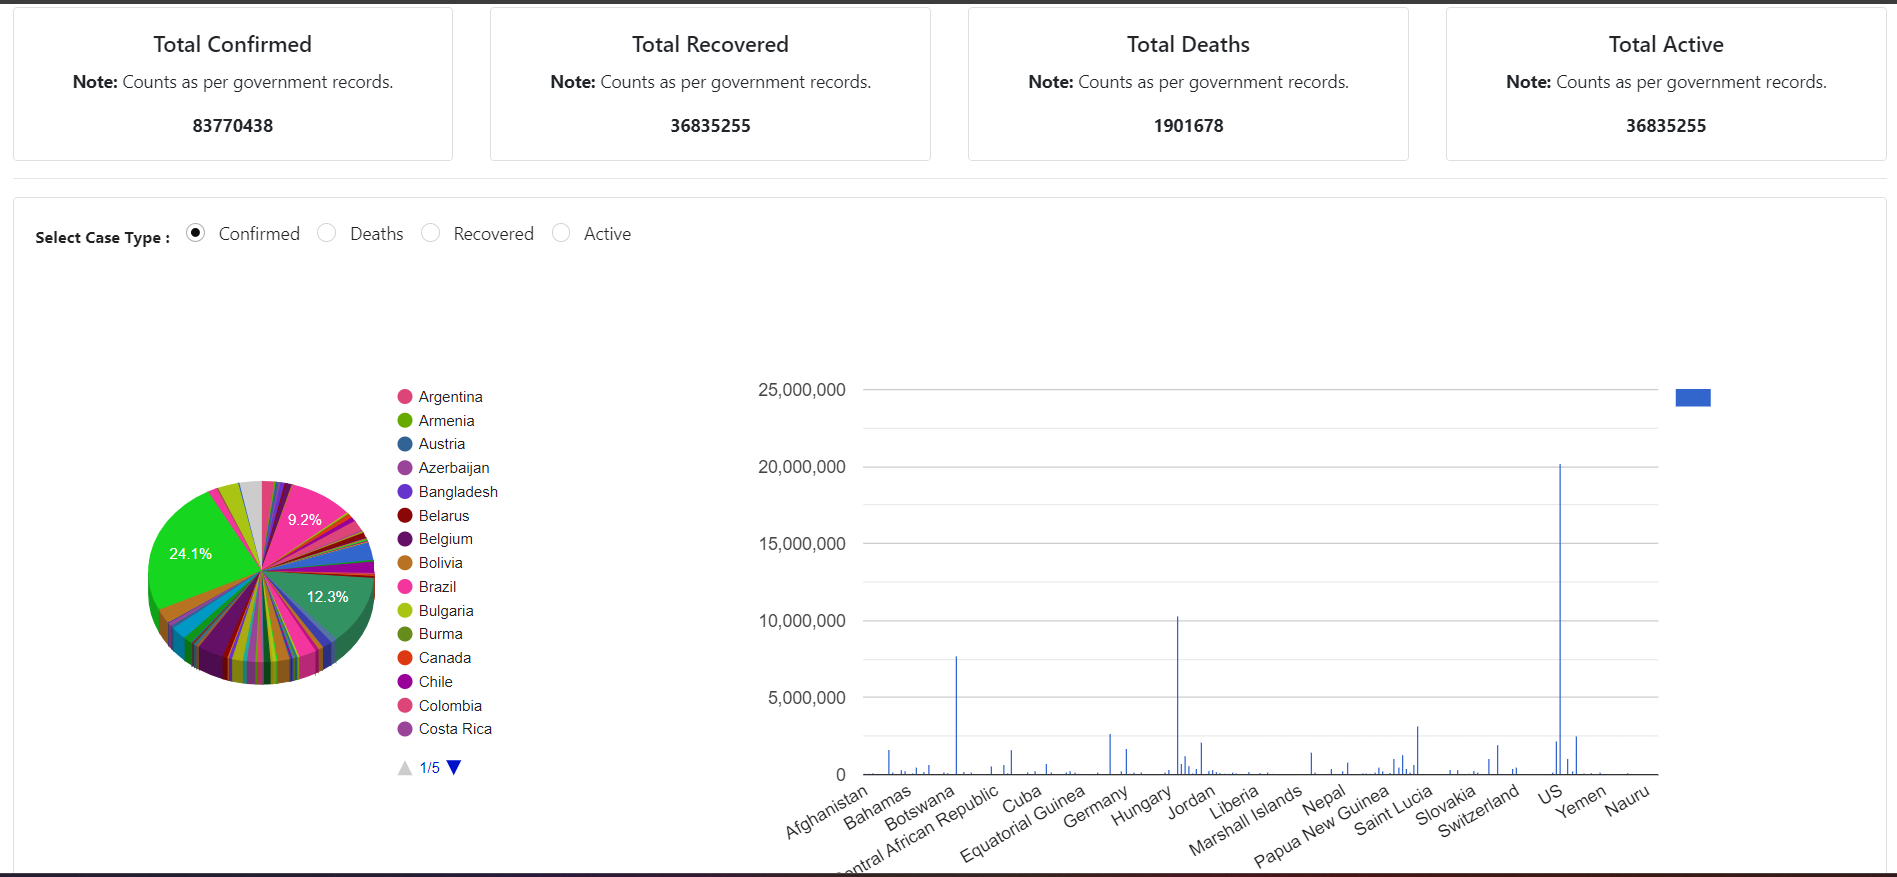 Total Confirmed
Note: Counts as per government records.
83770438
Total Recovered
Note: Counts as per government records.
36835255
Total Deaths
Note: Counts as per government records.
1901678
Total Active
Note: Counts as per government records.
36835255
Select Case Type : Confirmed Deaths Recovered Active
9.2%
24.1%
12.3%
Argentina
Armenia
Austria
Azerbaijan
Bangladesh
Belarus
Belgium
Bolivia
Brazil
Bulgaria
Burma
Canada
Chile
Colombia
Costa Rica
1/5
25,000,000
20,000,000
15,000,000
10,000,000
5,000,000
0
Afghanistan
Bahamas
Botswana
entral African Republic
Cuba
Equatorial Guinea
Germany
Hungary
Jordan
Liberia
Marshall Islands
Nepal
Papua New Guinea
Saint Lucia
Slovakia
Switzerland
US
Yemen
Nauru